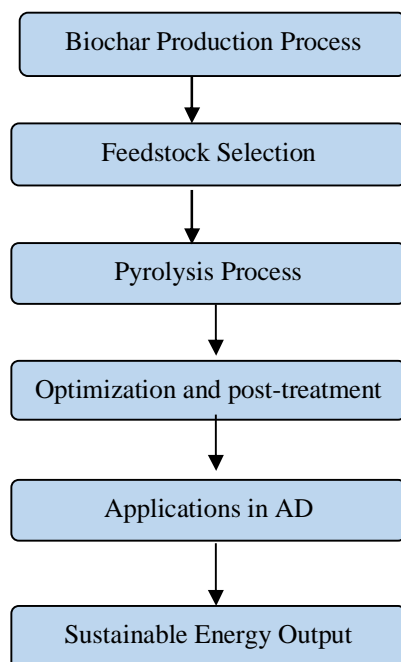 Biochar Production Process
Feedstock Selection
Pyrolysis Process
Optimization and post-treatment
Applications in AD
Sustainable Energy Output